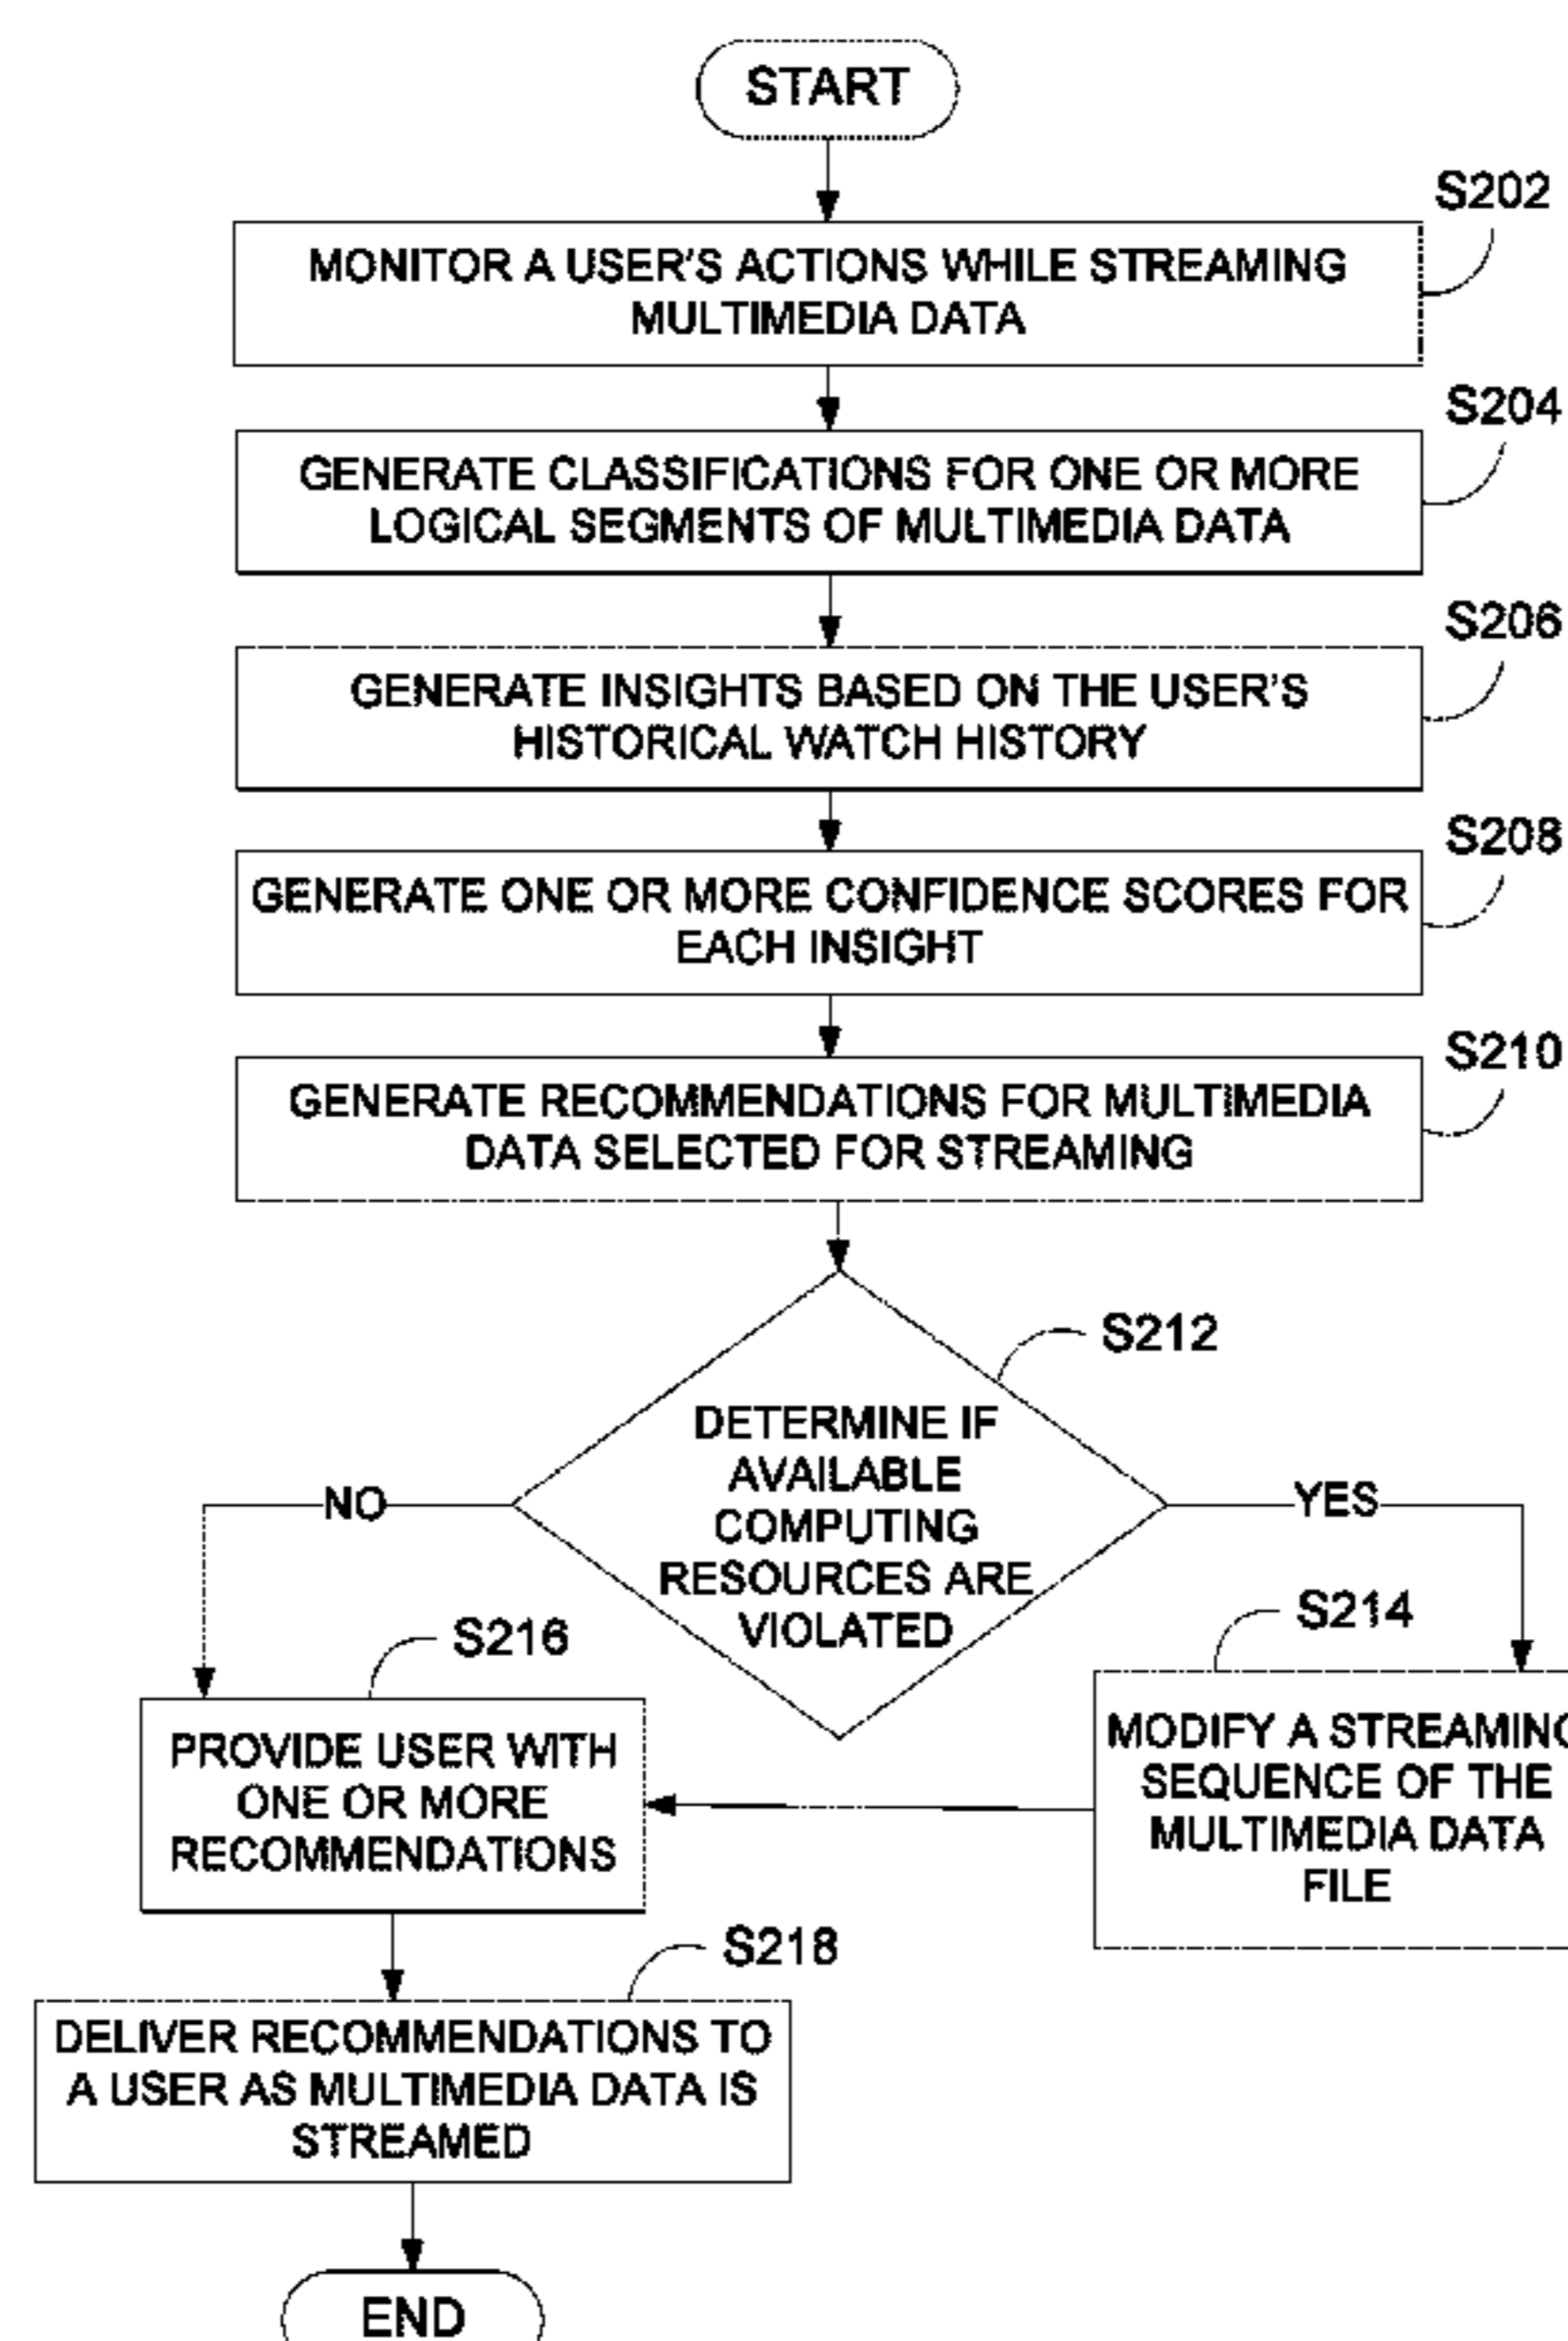 START
S202
MONITOR A USER'S ACTIONS WHILE STREAMING
MULTIMEDIA DATA
S204
GENERATE CLASSIFICATIONS FOR ONE OR MORE
LOGICAL SEGMENTS OF MULTIMEDIA DATA
S206
GENERATE INSIGHTS BASED ON THE USER'S
HISTORICAL WATCH HISTORY
S208
GENERATE ONE OR MORE CONFIDENCE SCORES FOR
EACH INSIGHT
S210
GENERATE RECOMMENDATIONS FOR MULTIMEDIA
DATA SELECTED FOR STREAMING
S212
DETERMINE IF
AVAILABLE
COMPUTING
RESOURCES ARE
VIOLATED
NO
YES
S214
MODIFY A STREAMING
SEQUENCE OF THE
MULTIMEDIA DATA
FILE
S216
PROVIDE USER WITH
ONE OR MORE
RECOMMENDATIONS
S218
DELIVER RECOMMENDATIONS TO
A USER AS MULTIMEDIA DATA IS
STREAMED
END